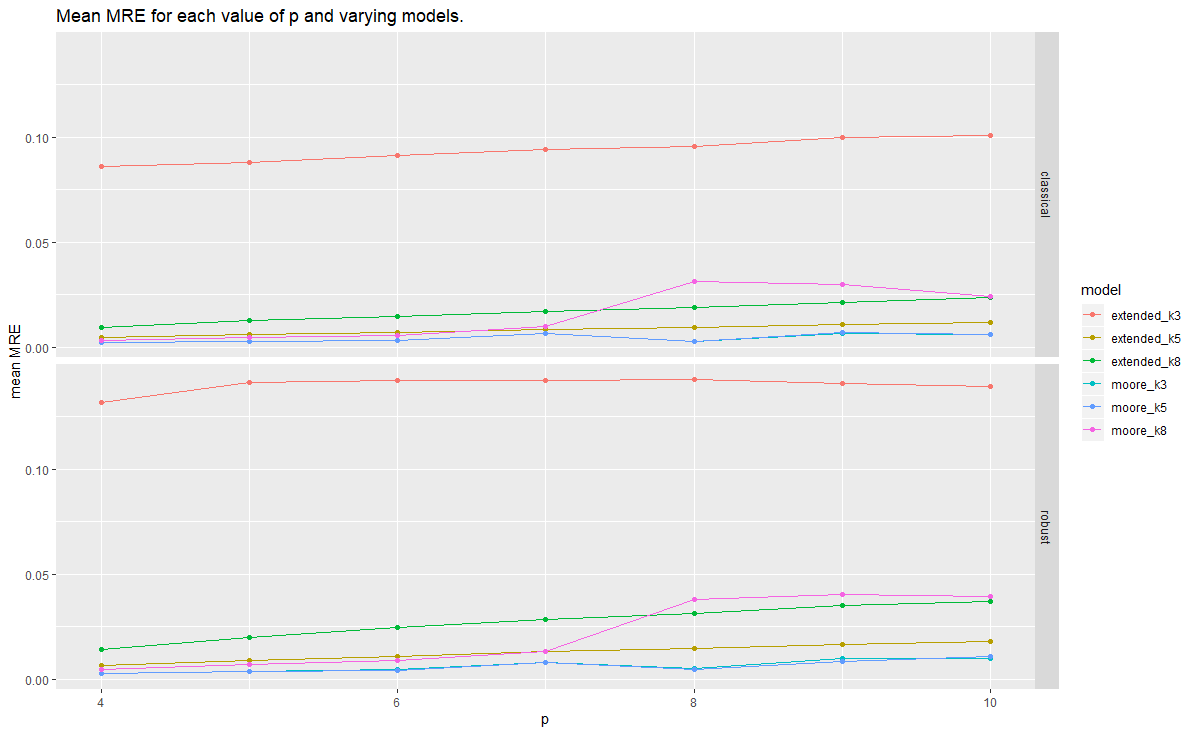 Mean MRE for each value of p and varying models.
0.10
0.05
0.00
classical
mean MRE
0.10
0.05
0.00
robust
4
6
8
10
p
model
extended_k3
extended_k5
extended_k8
moore_k3
moore_k5
moore_k8